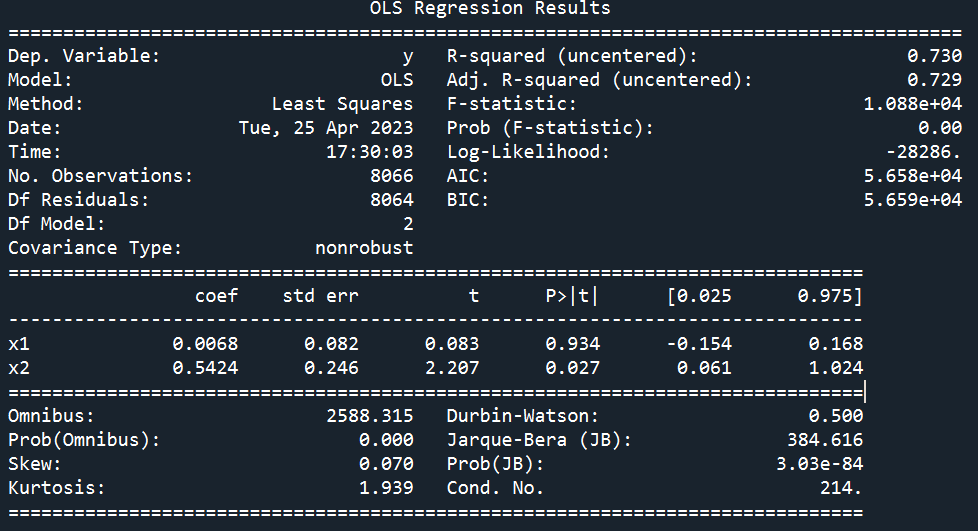 OLS Regression Results
==============================================================================
Dep. Variable: y R-squared (uncentered): 0.730
Model: OLS Adj. R-squared (uncentered): 0.729
Method: Least Squares F-statistic: 1.088e+04
Date: Tue, 25 Apr 2023 Prob (F-statistic): 0.00
Time: 17:30:03 Log-Likelihood: -28286.
No. Observations: 8066 AIC: 5.658e+04
Df Residuals: 8064 BIC: 5.659e+04
Df Model: 2
Covariance Type: nonrobust
==============================================================================
coef std err t P>|t| [0.025 0.975]
------------------------------------------------------------------------------
x1 0.0068 0.082 0.083 0.934 -0.154 0.168
x2 0.5424 0.246 2.207 0.027 0.061 1.024
==============================================================================
Omnibus: 2588.315 Durbin-Watson: 0.500
Prob(Omnibus): 0.000 Jarque-Bera (JB): 384.616
Skew: 0.070 Prob(JB): 3.03e-84
Kurtosis: 1.939 Cond. No. 214.
==============================================================================